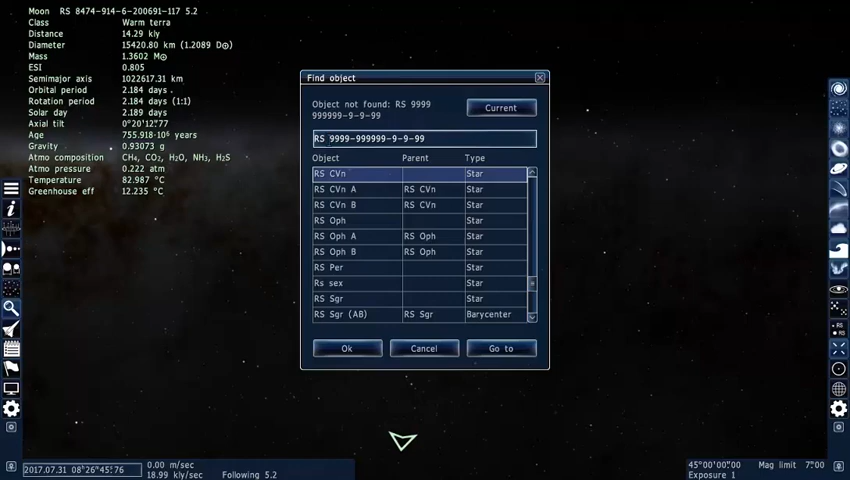 Moon RS 8474-914-6-200691-117 5.2
Class Warm terra
Distance 14.29 kly
Diameter 15420.80 km (1.2089 D⊕)
Mass 1.3602 M⊕
ESI 0.805
Semimajor axis 1022617.31 km
Orbital period 2.184 days
Rotation period 2.184 days (1:1)
Solar day 2.189 days
Axial tilt 0°20'12."77
Age 755.918·10⁶ years
Gravity 0.93073 g
Atmo composition CH₄, CO₂, H₂O, NH₃, H₂S
Atmo pressure 0.222 atm
Temperature 82.987 °C
Greenhouse eff 12.235 °C
Find object
Object not found: RS 9999
999999-9-9-99
Current
RS 9999-999999-9-9-99
Object Parent Type
RS CVn Star
RS CVn A RS CVn Star
RS CVn B RS CVn Star
RS Oph Star
RS Oph A RS Oph Star
RS Oph B RS Oph Star
RS Per Star
Rs sex Star
RS Sgr Star
RS Sgr (AB) RS Sgr Barycenter
Ok Cancel Go to
2017.07.31 08ʰ26ᵐ45ˢ.76
0.00 m/sec
18.99 kly/sec Following 5.2
45°00'00."00 Mag limit 7ᵐ00
Exposure 1